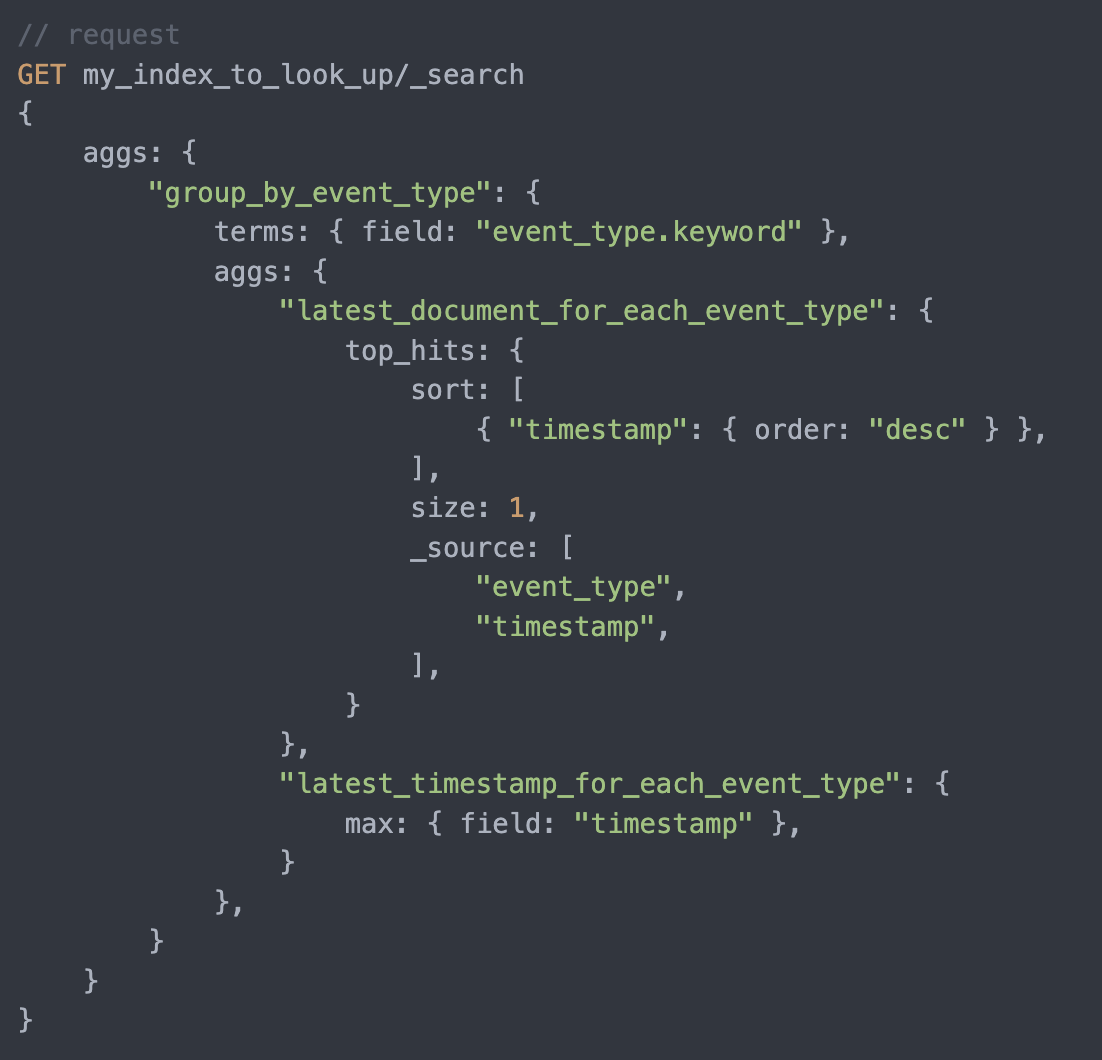 // request
GET my_index_to_look_up/_search
{
    aggs: {
        "group_by_event_type": {
            terms: { field: "event_type.keyword" },
            aggs: {
                "latest_document_for_each_event_type": {
                    top_hits: {
                        sort: [
                            { "timestamp": { order: "desc" } },
                        ],
                        size: 1,
                        _source: [
                            "event_type",
                            "timestamp",
                        ],
                    }
                },
                "latest_timestamp_for_each_event_type": {
                    max: { field: "timestamp" },
                }
            },
        }
    }
}